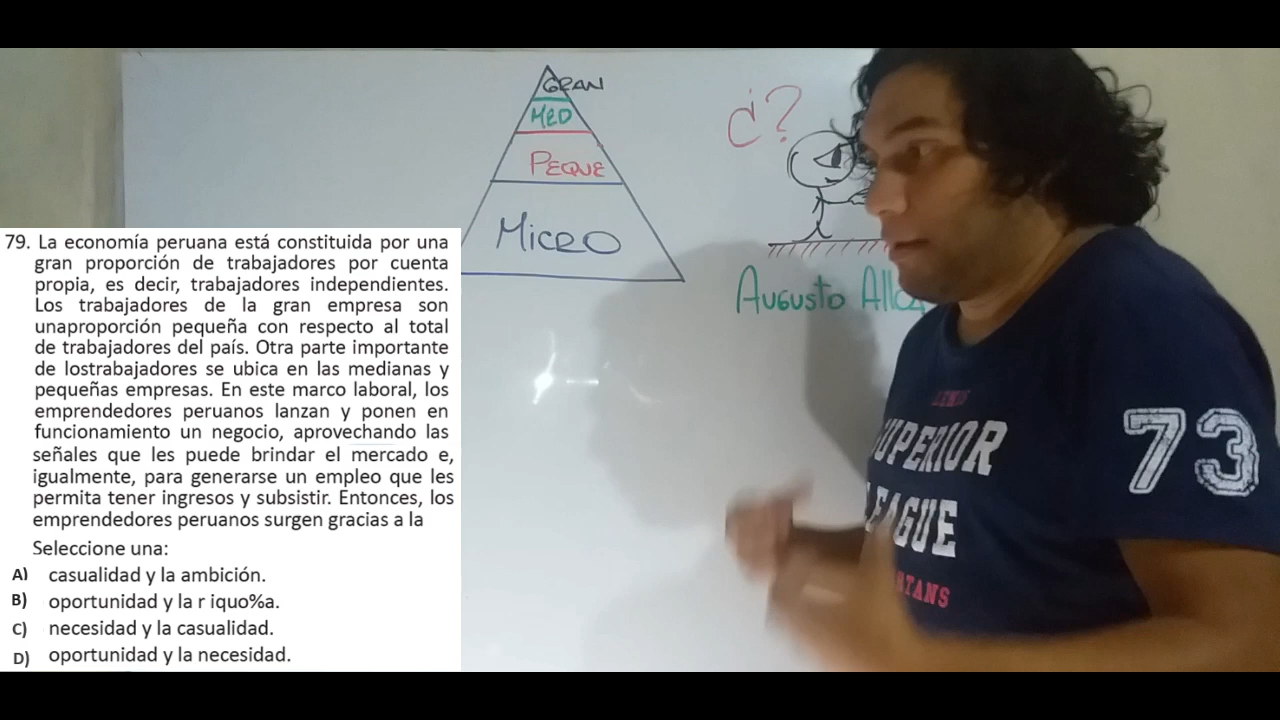 GRAN
MED
PEQUE
MICRO
¿?
AUGUSTO
79. La economía peruana está constituida por una
gran proporción de trabajadores por cuenta
propia, es decir, trabajadores independientes.
Los trabajadores de la gran empresa son
unaproporción pequeña con respecto al total
de trabajadores del país. Otra parte importante
de lostrabajadores se ubica en las medianas y
pequeñas empresas. En este marco laboral, los
emprendedores peruanos lanzan y ponen en
funcionamiento un negocio, aprovechando las
señales que les puede brindar el mercado e,
igualmente, para generarse un empleo que les
permita tener ingresos y subsistir. Entonces, los
emprendedores peruanos surgen gracias a la
Seleccione una:
A) casualidad y la ambición.
B) oportunidad y la r iquo%a.
C) necesidad y la casualidad.
D) oportunidad y la necesidad.
SUPERIOR
LEAGUE
73